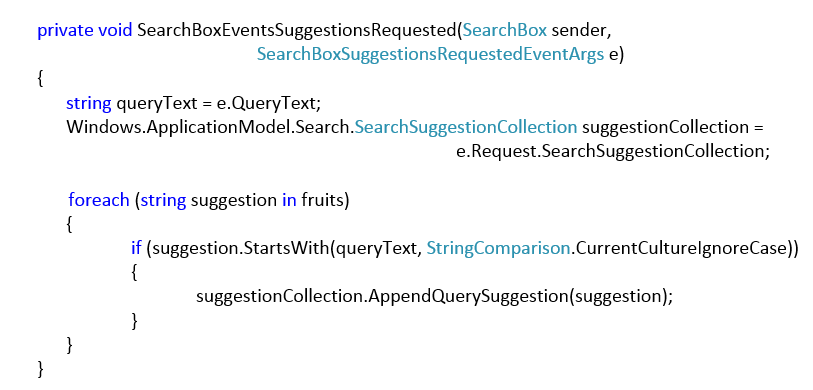 private void SearchBoxEventsSuggestionsRequested(SearchBox sender,
SearchBoxSuggestionsRequestedEventArgs e)
{
string queryText = e.QueryText;
Windows.ApplicationModel.Search.SearchSuggestionCollection suggestionCollection =
e.Request.SearchSuggestionCollection;
foreach (string suggestion in fruits)
{
if (suggestion.StartsWith(queryText, StringComparison.CurrentCultureIgnoreCase))
{
suggestionCollection.AppendQuerySuggestion(suggestion);
}
}
}